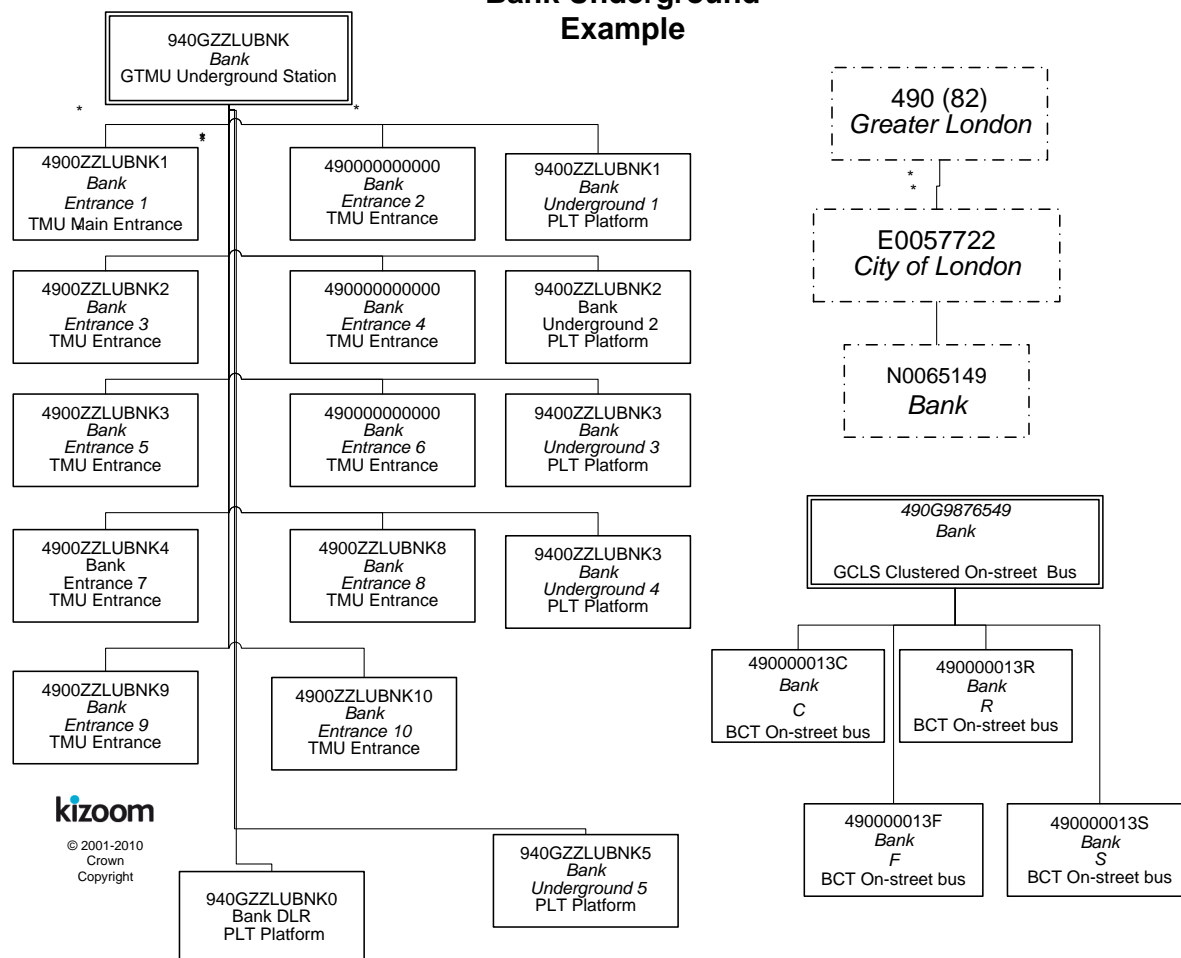 Bank Underground
Example
940GZZLUBNK
Bank
GTMU Underground Station
*
*
*
*
4900ZZLUBNK1
Bank
Entrance 1
TMU Main Entrance
*
490000000000
Bank
Entrance 2
TMU Entrance
9400ZZLUBNK1
Bank
Underground 1
PLT Platform
4900ZZLUBNK2
Bank
Entrance 3
TMU Entrance
490000000000
Bank
Entrance 4
TMU Entrance
9400ZZLUBNK2
Bank
Underground 2
PLT Platform
4900ZZLUBNK3
Bank
Entrance 5
TMU Entrance
490000000000
Bank
Entrance 6
TMU Entrance
9400ZZLUBNK3
Bank
Underground 3
PLT Platform
4900ZZLUBNK4
Bank
Entrance 7
TMU Entrance
4900ZZLUBNK8
Bank
Entrance 8
TMU Entrance
9400ZZLUBNK3
Bank
Underground 4
PLT Platform
4900ZZLUBNK9
Bank
Entrance 9
TMU Entrance
4900ZZLUBNK10
Bank
Entrance 10
TMU Entrance
kizoom
© 2001-2010
Crown
Copyright
940GZZLUBNK0
Bank DLR
PLT Platform
940GZZLUBNK5
Bank
Underground 5
PLT Platform
490 (82)
Greater London
*
*
E0057722
City of London
N0065149
Bank
490G9876549
Bank
GCLS Clustered On-street Bus
490000013C
Bank
C
BCT On-street bus
490000013R
Bank
R
BCT On-street bus
490000013F
Bank
F
BCT On-street bus
490000013S
Bank
S
BCT On-street bus